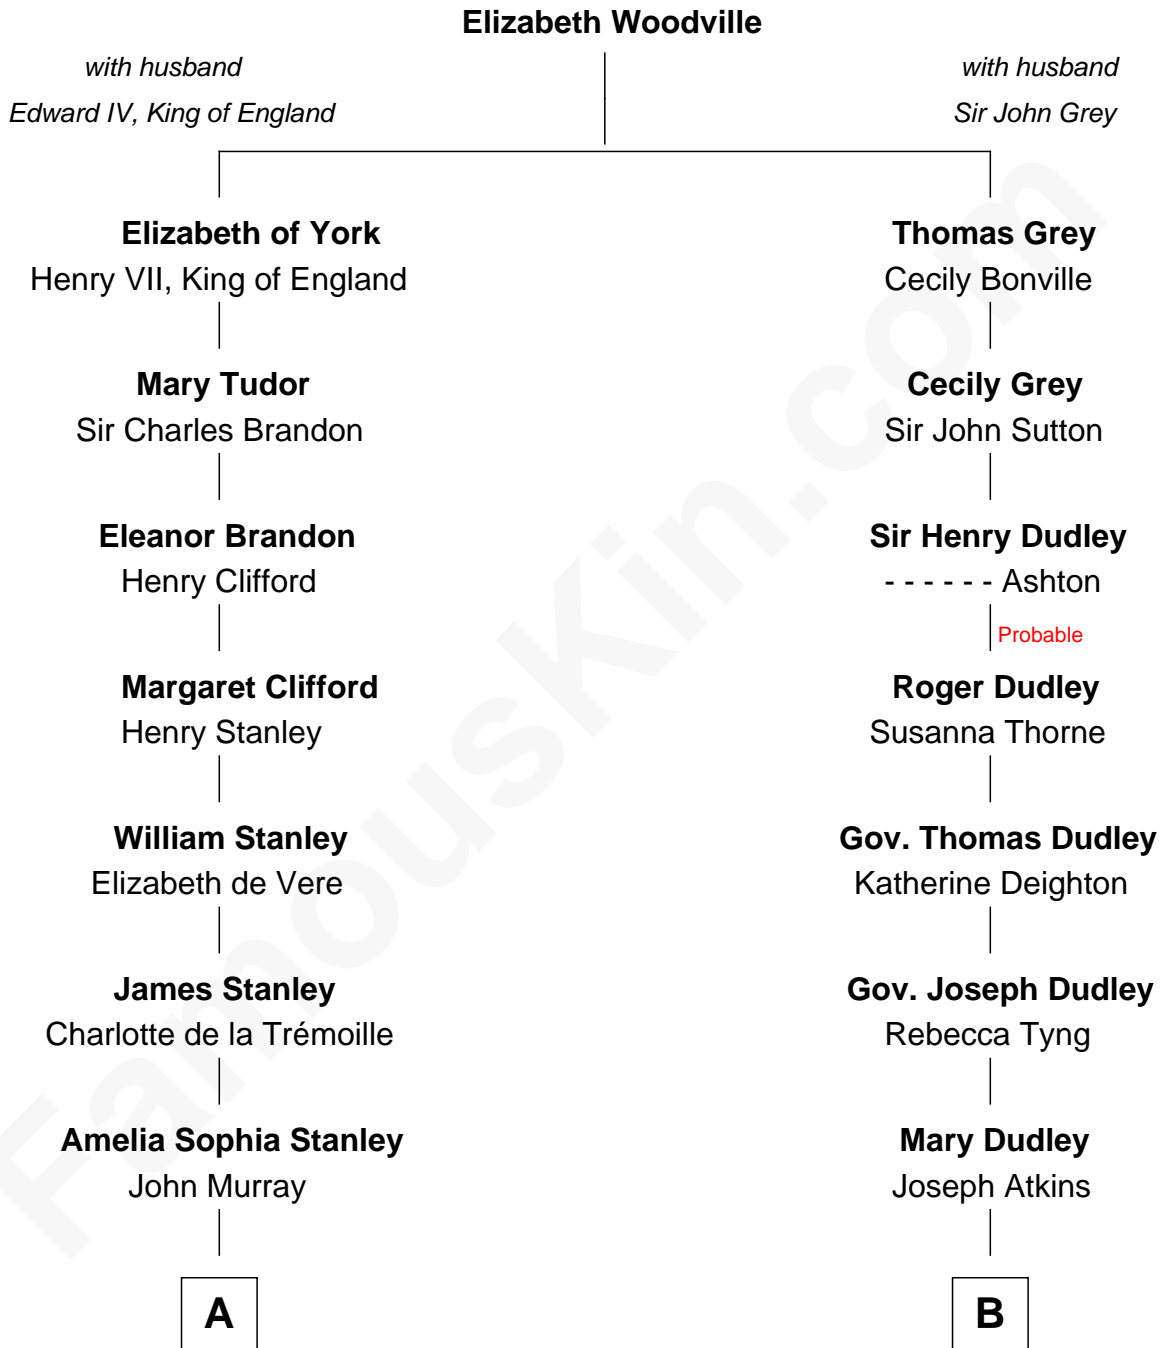 Elizabeth Woodville
with husband
Edward IV, King of England
with husband
Sir John Grey
Elizabeth of York
Henry VII, King of England
Thomas Grey
Cecily Bonville
Mary Tudor
Sir Charles Brandon
Cecily Grey
Sir John Sutton
Eleanor Brandon
Henry Clifford
Sir Henry Dudley
- - - - - - Ashton
Probable
Margaret Clifford
Henry Stanley
Roger Dudley
Susanna Thorne
William Stanley
Elizabeth de Vere
Gov. Thomas Dudley
Katherine Deighton
James Stanley
Charlotte de la Trémoille
Gov. Joseph Dudley
Rebecca Tyng
Amelia Sophia Stanley
John Murray
Mary Dudley
Joseph Atkins
A
B
FamousKin.com